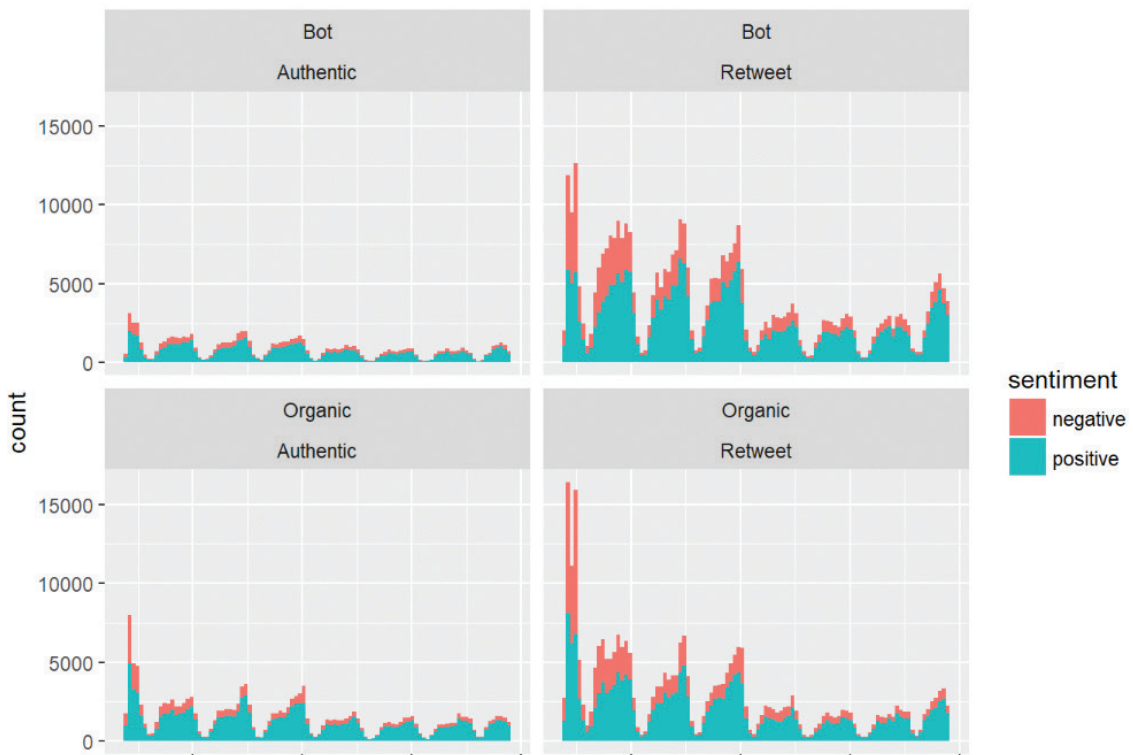 Bot
Authentic
Bot
Retweet
15000
10000
5000
0
Organic
Authentic
Organic
Retweet
15000
10000
5000
0
count
sentiment
negative
positive